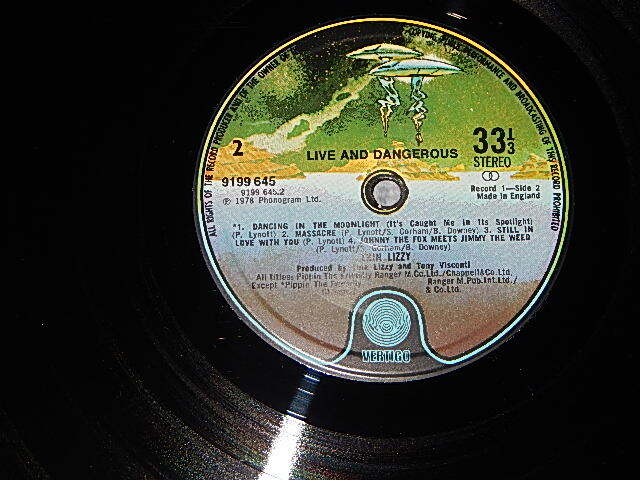 ALL RIGHTS OF THE RECORD PRODUCER AND OF THE OWNER OF
COPYING, PUBLIC PERFORMANCE AND BROADCASTING OF THIS RECORD PROHIBITED
2
LIVE AND DANGEROUS
33⅓
STEREO
9199 645
9199 645.2
℗ 1978 Phonogram Ltd.
Record 1—Side 2
Made in England
*1. DANCING IN THE MOONLIGHT (It's Caught Me in Its Spotlight)
(P. Lynott) 2. MASSACRE (P. Lynott/S. Gorham/B. Downey) 3. STILL IN
LOVE WITH YOU (P. Lynott) 4. JOHNNY THE FOX MEETS JIMMY THE WEED
(P. Lynott/S. Gorham/B. Downey)
THIN LIZZY
Produced by Thin Lizzy and Tony Visconti
All Titles: Pippin The Friendly Ranger M.Co.Ltd./Chappell&Co.Ltd.
Except *Pippin The Friendly Ranger M.Pub.Int.Ltd./
& Co.Ltd.
VERTIGO